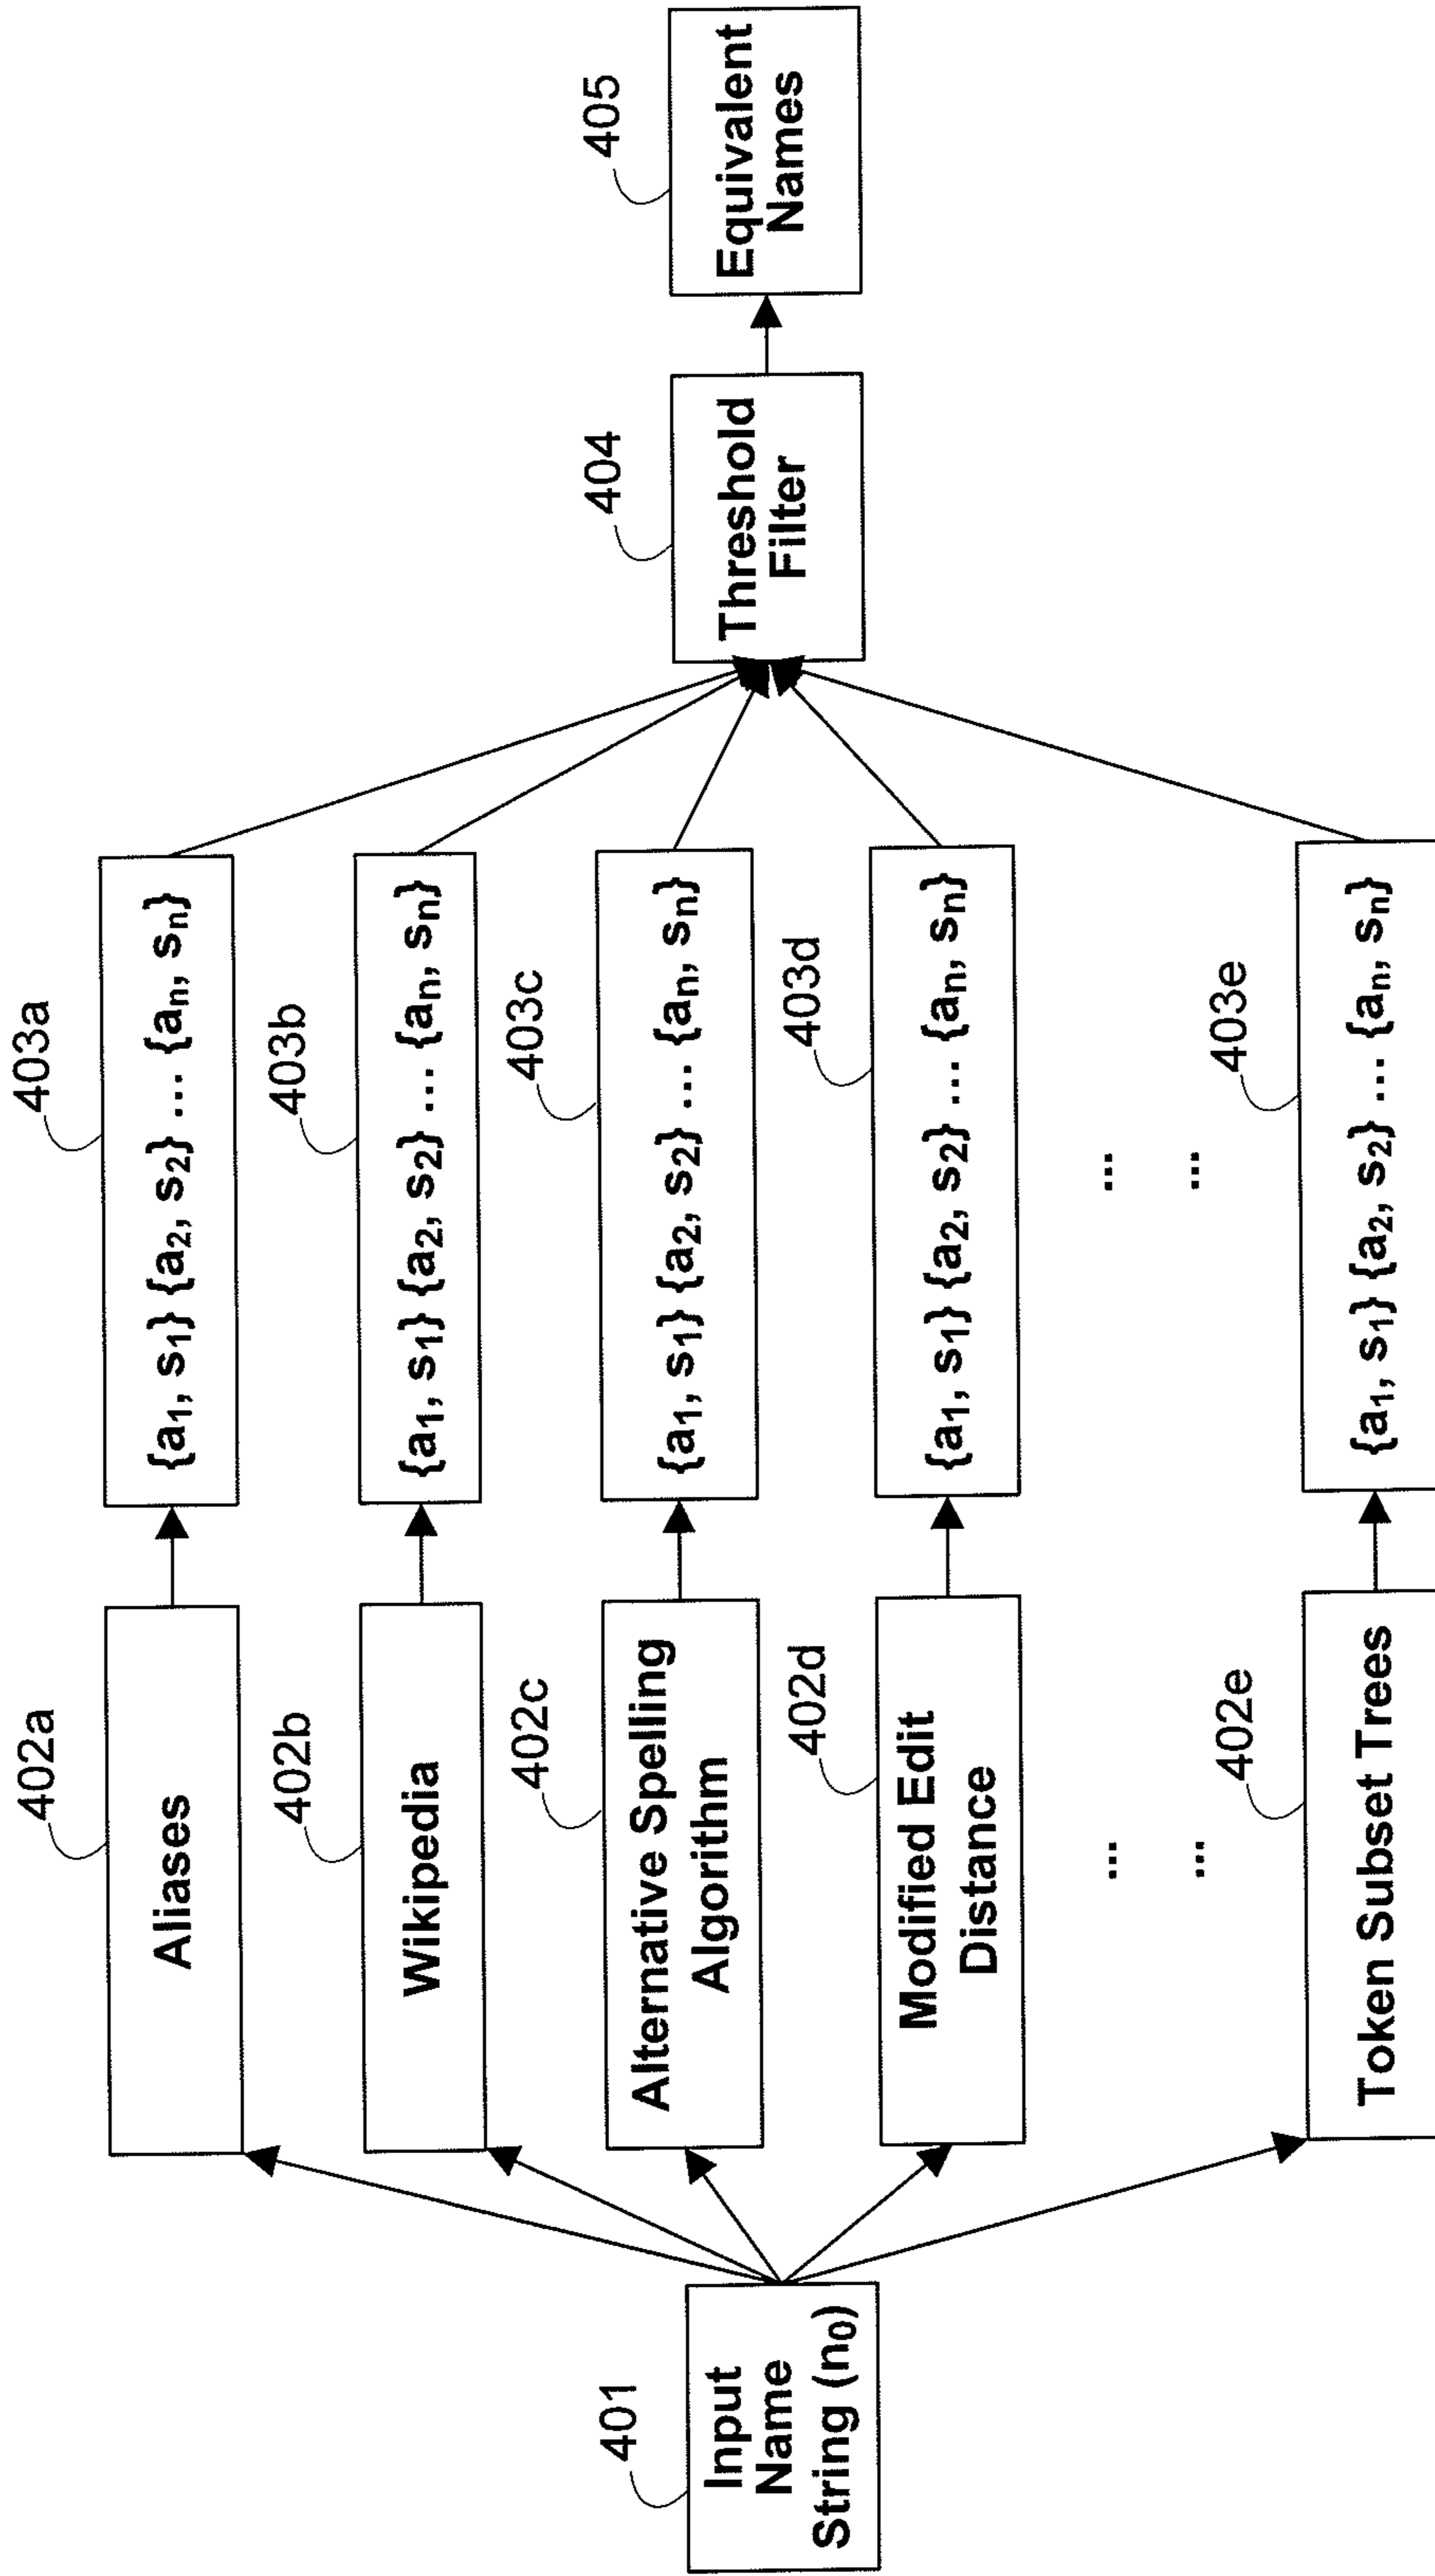 401
Input
Name
String (n₀)
402a
Aliases
402b
Wikipedia
402c
Alternative Spelling
Algorithm
402d
Modified Edit
Distance
...
...
402e
Token Subset Trees
403a
{a₁, s₁} {a₂, s₂} ... {aₙ, sₙ}
403b
{a₁, s₁} {a₂, s₂} ... {aₙ, sₙ}
403c
{a₁, s₁} {a₂, s₂} ... {aₙ, sₙ}
403d
{a₁, s₁} {a₂, s₂} ... {aₙ, sₙ}
...
...
403e
{a₁, s₁} {a₂, s₂} ... {aₙ, sₙ}
404
Threshold
Filter
405
Equivalent
Names